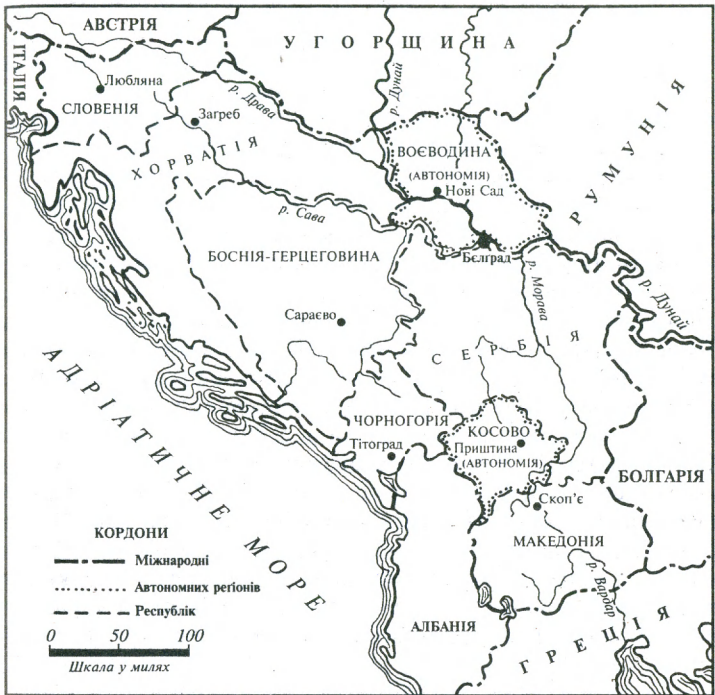 АВСТРІЯ
УГОРЩИНА
ІТАЛІЯ
Любляна
СЛОВЕНІЯ
р. Драва
р. Дунай
Загреб
ХОРВАТІЯ
ВОЄВОДИНА
(АВТОНОМІЯ)
Нові Сад
РУМУНІЯ
р. Сава
Бєлград
БОСНІЯ-ГЕРЦЕГОВИНА
р. Морава
р. Дунай
Сараєво
СЕРБІЯ
АДРІАТИЧНЕ МОРЕ
ЧОРНОГОРІЯ
Тітоград
КОСОВО
Приштина
(АВТОНОМІЯ)
БОЛГАРІЯ
Скоп'є
МАКЕДОНІЯ
р. Варбар
АЛБАНІЯ
ГРЕЦІЯ
КОРДОНИ
Міжнародні
Автономних регіонів
Республік
0 50 100
Шкала у милях